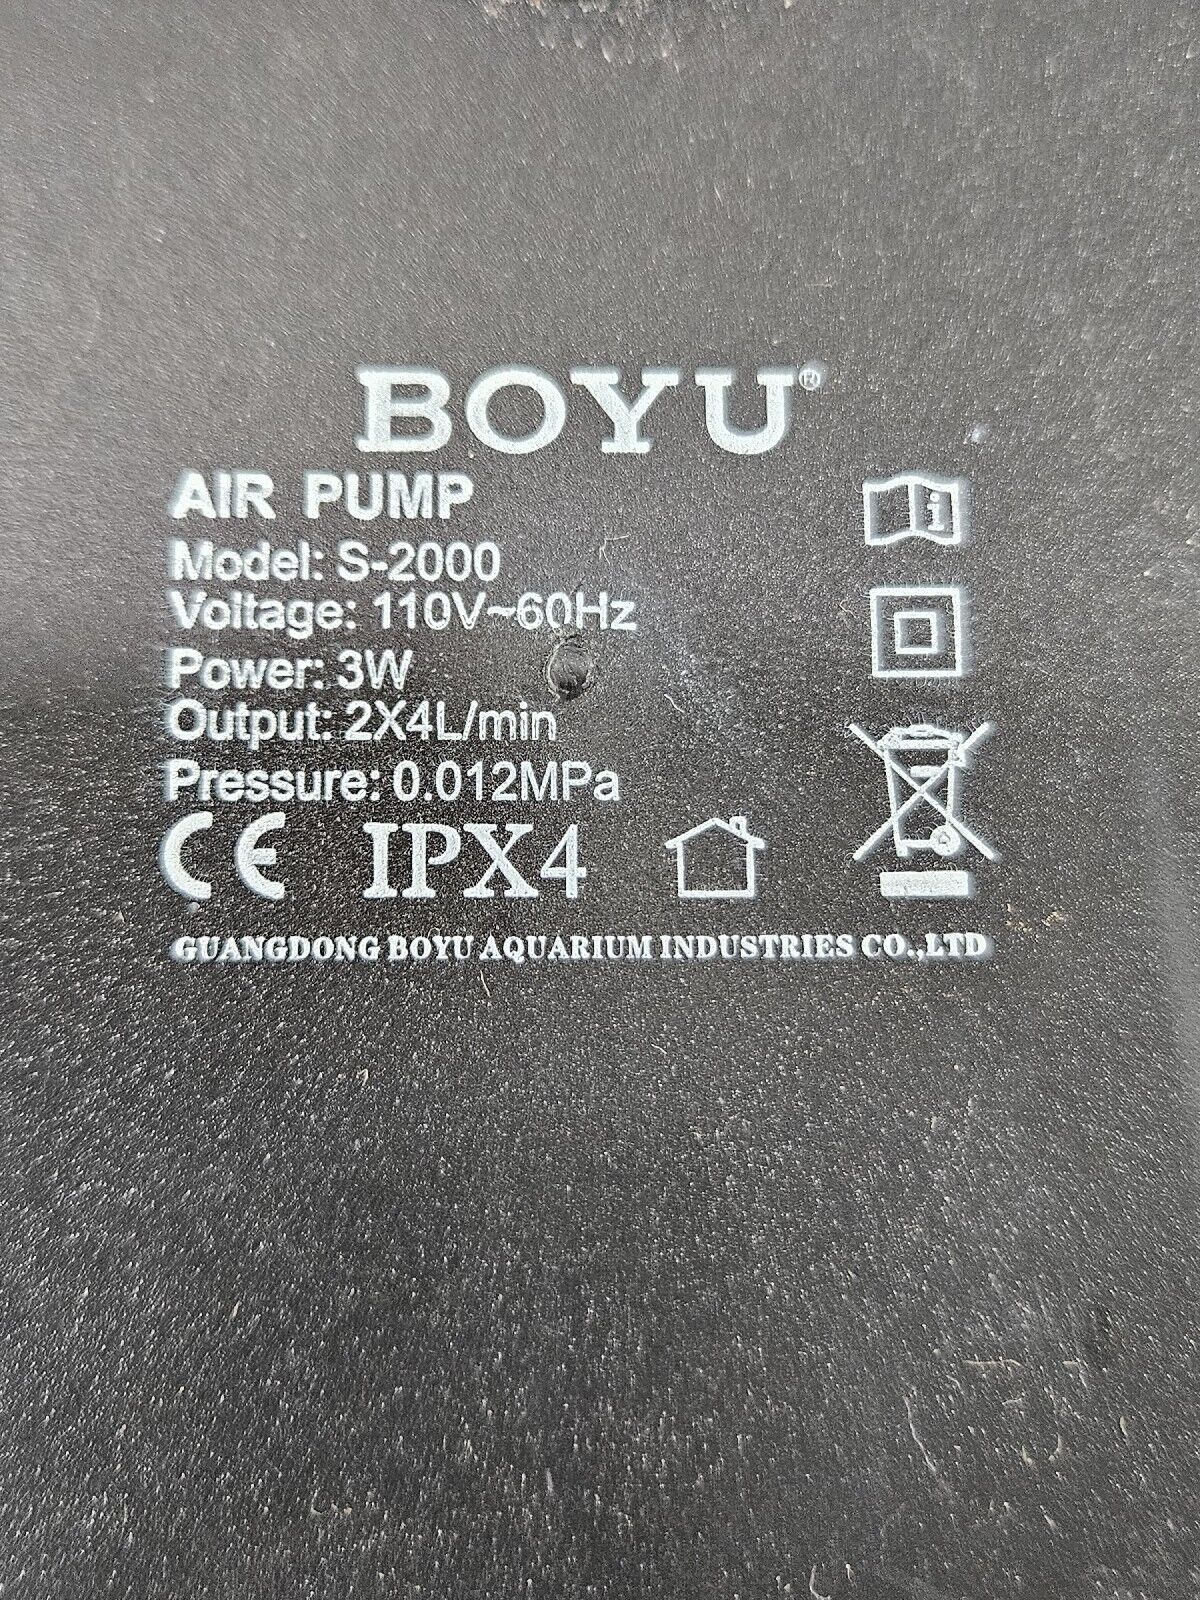 BOYU®
AIR PUMP
Model: S-2000
Voltage: 110V~60Hz
Power: 3W
Output: 2X4L/min
Pressure: 0.012MPa
CE IPX4
GUANGDONG BOYU AQUARIUM INDUSTRIES CO.,LTD